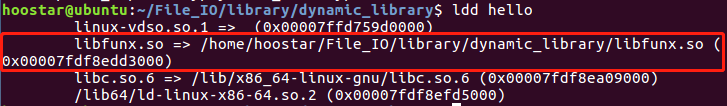 hoostar@ubuntu:~/File_IO/library/dynamic_library$ ldd hello
linux-vdso.so.1 =>  (0x00007ffd759d0000)
libfunx.so => /home/hoostar/File_IO/library/dynamic_library/libfunx.so (
0x00007fdf8edd3000)
libc.so.6 => /lib/x86_64-linux-gnu/libc.so.6 (0x00007fdf8ea09000)
/lib64/ld-linux-x86-64.so.2 (0x00007fdf8efd5000)